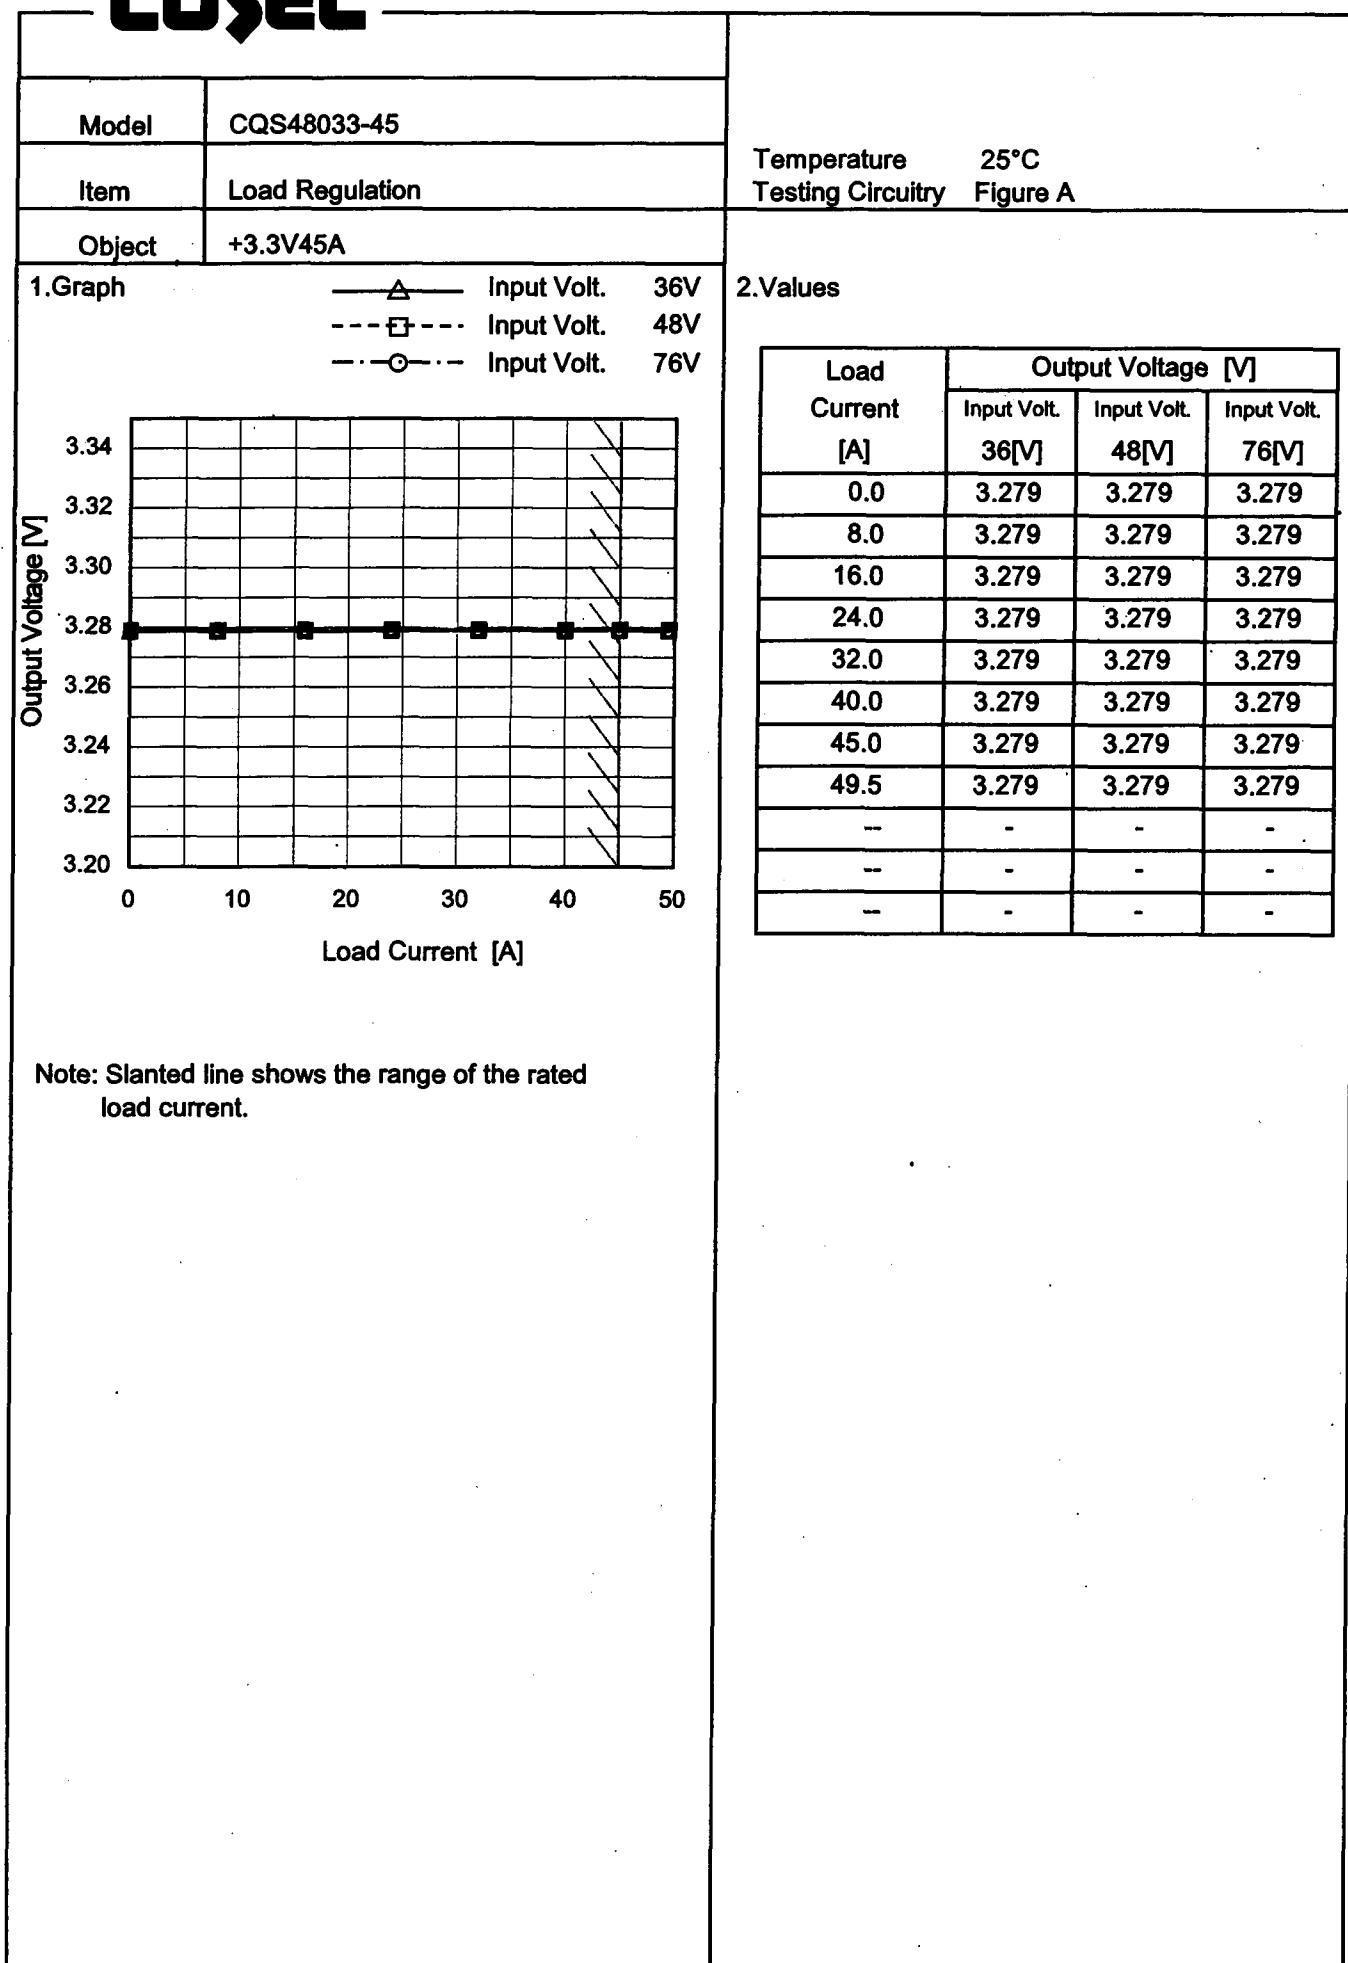 COSEL
Model CQS48033-45
Item Load Regulation
Object +3.3V45A
Temperature 25°C
Testing Circuitry Figure A
1.Graph
Input Volt. 36V
Input Volt. 48V
Input Volt. 76V
Output Voltage [V]
3.34
3.32
3.30
3.28
3.26
3.24
3.22
3.20
0 10 20 30 40 50
Load Current [A]
Note: Slanted line shows the range of the rated
load current.
2.Values
Load Output Voltage [V]
Current Input Volt. Input Volt. Input Volt.
[A] 36[V] 48[V] 76[V]
0.0 3.279 3.279 3.279
8.0 3.279 3.279 3.279
16.0 3.279 3.279 3.279
24.0 3.279 3.279 3.279
32.0 3.279 3.279 3.279
40.0 3.279 3.279 3.279
45.0 3.279 3.279 3.279
49.5 3.279 3.279 3.279
-- - - -
-- - - -
-- - - -